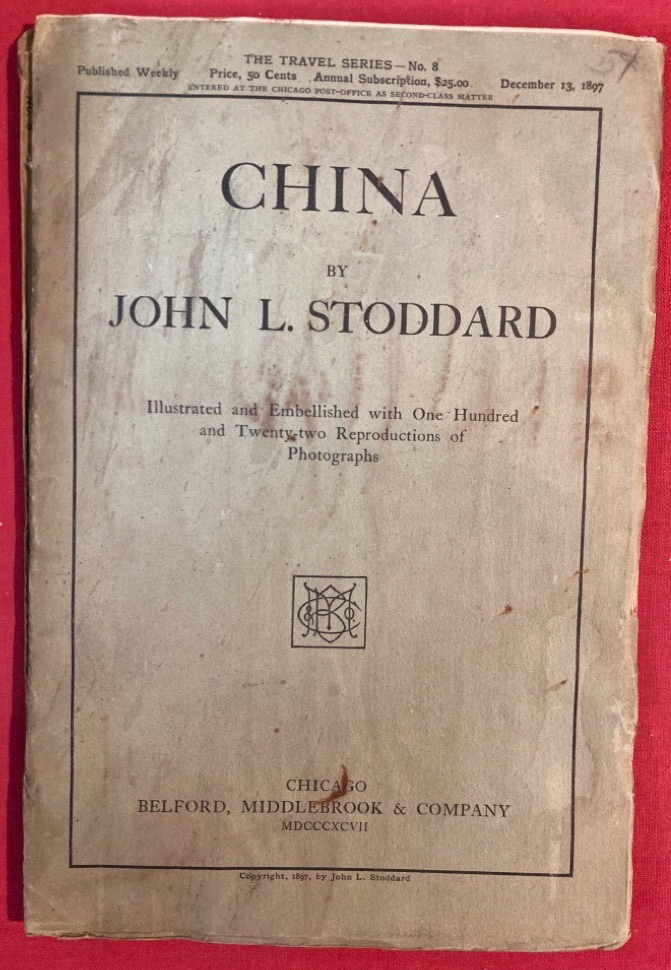 THE TRAVEL SERIES—No. 8
Published Weekly Price, 50 Cents Annual Subscription, $25.00 December 13, 1897
ENTERED AT THE CHICAGO POST-OFFICE AS SECOND-CLASS MATTER
CHINA
BY
JOHN L. STODDARD
Illustrated and Embellished with One Hundred
and Twenty-two Reproductions of
Photographs
CHICAGO
BELFORD, MIDDLEBROOK & COMPANY
MDCCCXCVII
Copyright, 1897, by John L. Stoddard